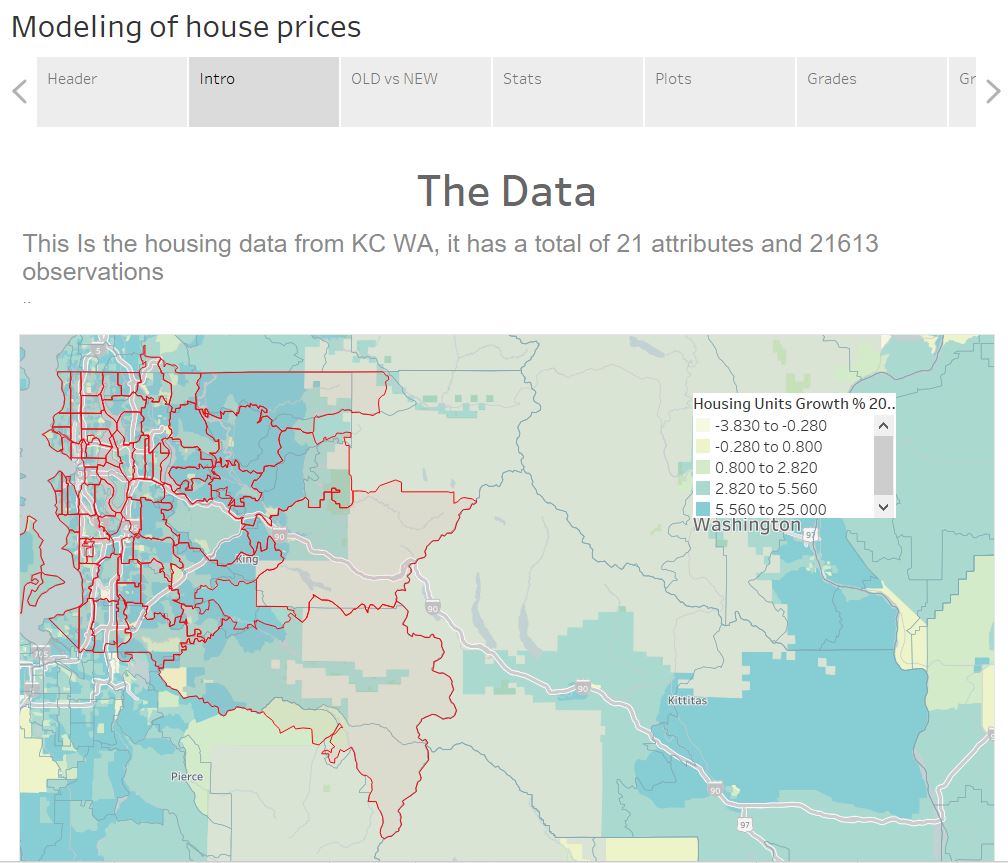 Modeling of house prices
Header
Intro
OLD vs NEW
Stats
Plots
Grades
Gr
The Data
This Is the housing data from KC WA, it has a total of 21 attributes and 21613
observations
..
Housing Units Growth % 20..
-3.830 to -0.280
-0.280 to 0.800
0.800 to 2.820
2.820 to 5.560
5.560 to 25.000
Washington
5
97
90
King
90
705
90
Kittitas
Pierce
90
97